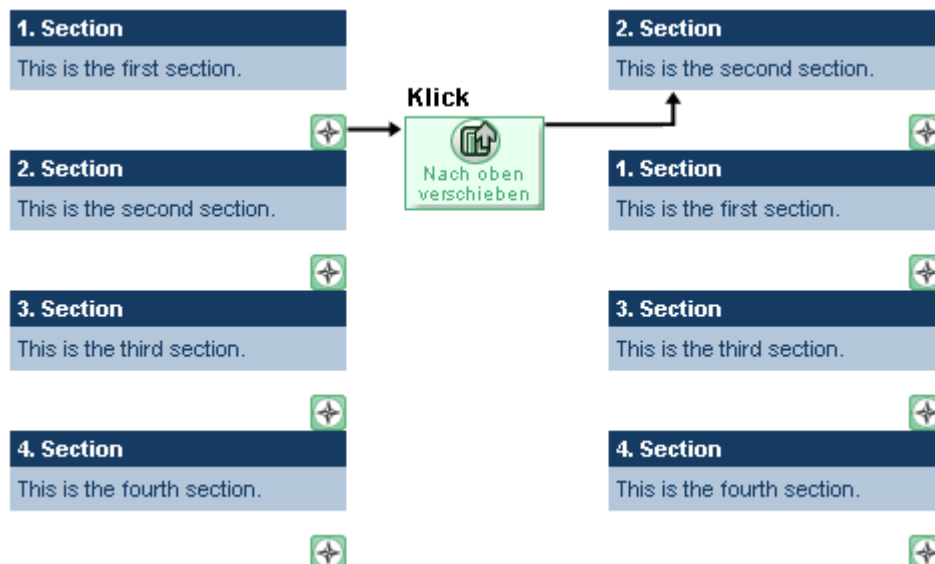 1. Section
This is the first section.
2. Section
This is the second section.
3. Section
This is the third section.
4. Section
This is the fourth section.
Klick
Nach oben
verschieben
2. Section
This is the second section.
1. Section
This is the first section.
3. Section
This is the third section.
4. Section
This is the fourth section.